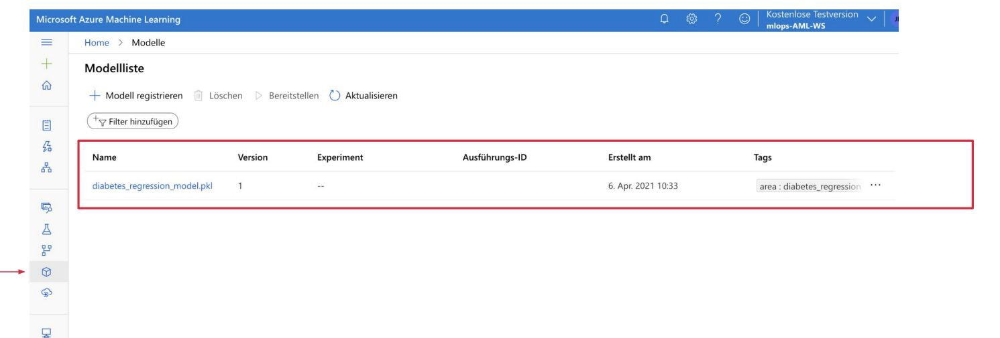 Microsoft Azure Machine Learning
Kostenlose Testversion
mlops-AML-WS
Home > Modelle
Modellliste
Modell registrieren Löschen Bereitstellen Aktualisieren
Filter hinzufügen
Name Version Experiment Ausführungs-ID Erstellt am Tags
diabetes_regression_model.pkl 1 -- 6. Apr. 2021 10:33 area : diabetes_regression ...